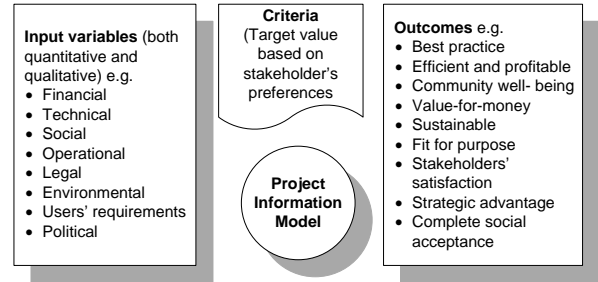 Input variables (both
quantitative and
qualitative) e.g.
• Financial
• Technical
• Social
• Operational
• Legal
• Environmental
• Users' requirements
• Political
Criteria
(Target value
based on
stakeholder's
preferences
Project
Information
Model
Outcomes e.g.
• Best practice
• Efficient and profitable
• Community well- being
• Value-for-money
• Sustainable
• Fit for purpose
• Stakeholders'
satisfaction
• Strategic advantage
• Complete social
acceptance